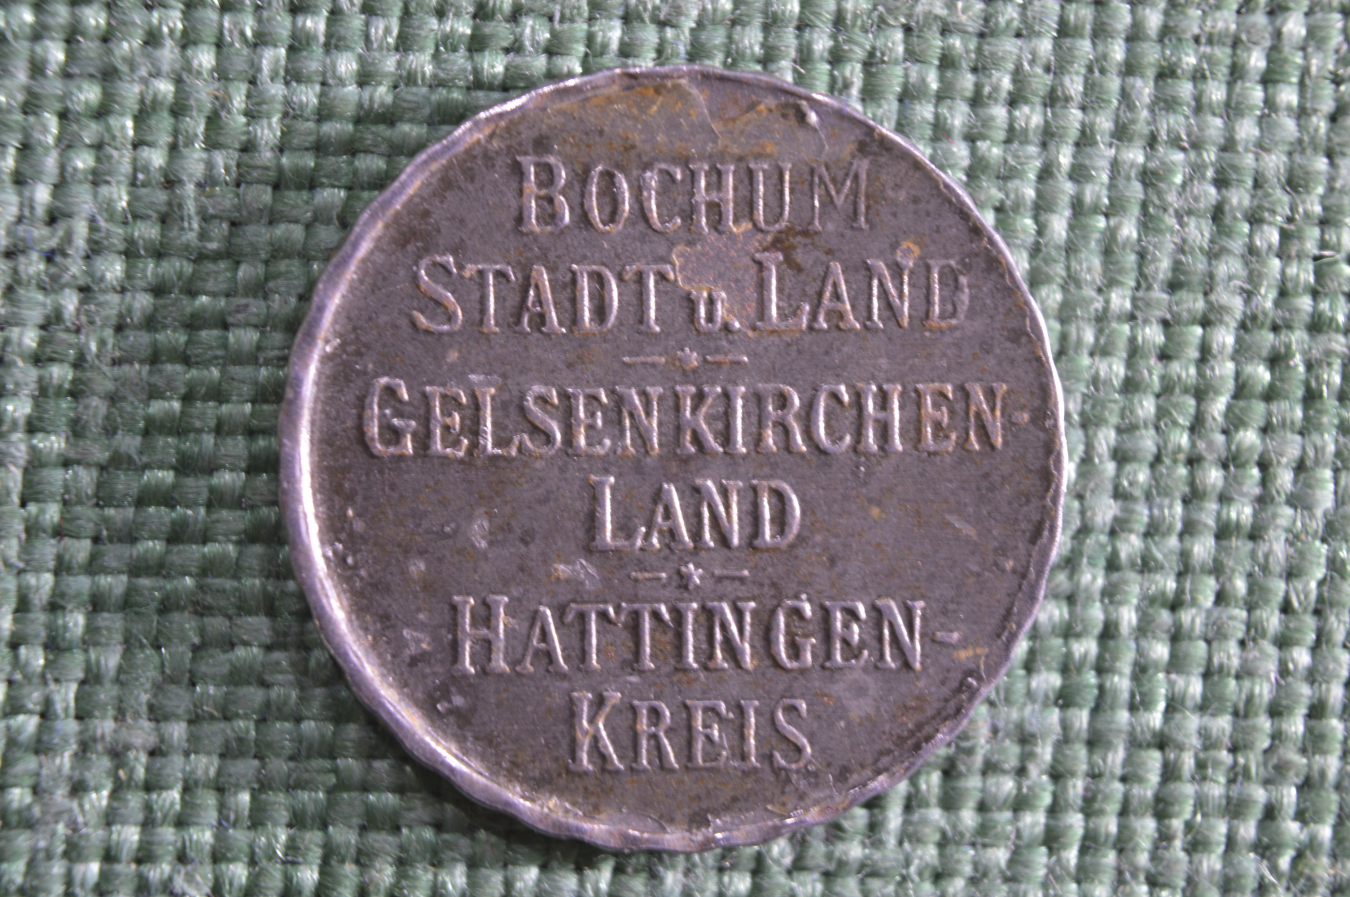 BOCHUM
STADT u. LAND
GELSENKIRCHEN-
LAND
HATTINGEN-
KREIS